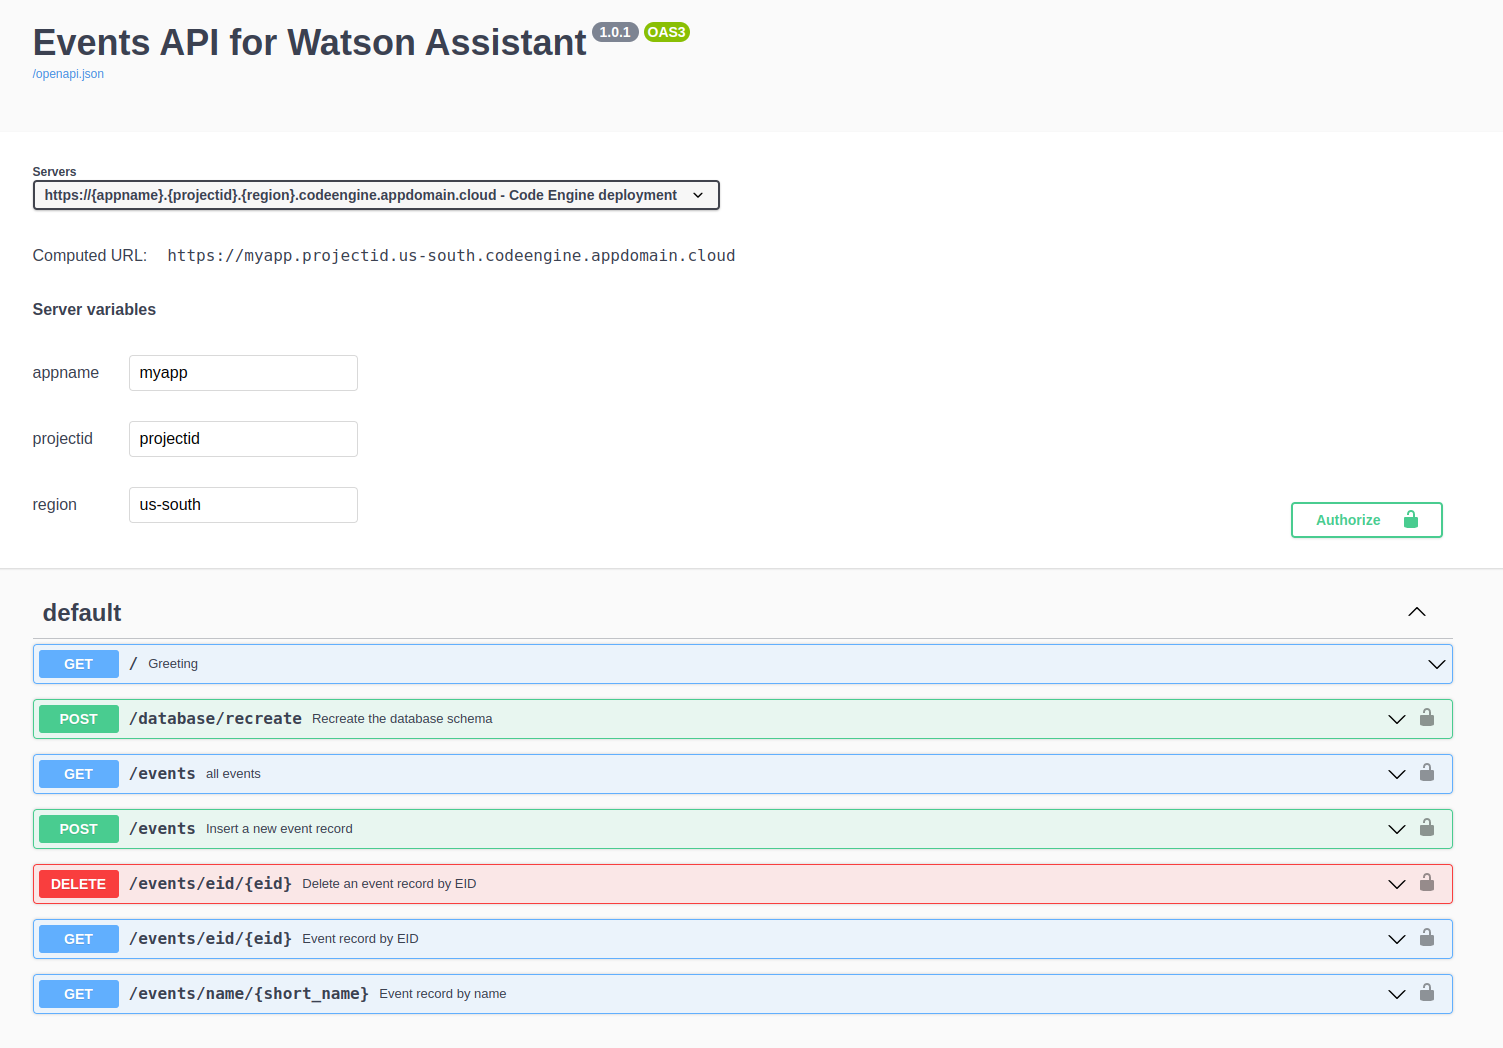 Events API for Watson Assistant 1.0.1 OAS3
/openapi.json
Servers
https://{appname}.{projectid}.{region}.codeengine.appdomain.cloud - Code Engine deployment
Computed URL: https://myapp.projectid.us-south.codeengine.appdomain.cloud
Server variables
appname myapp
projectid projectid
region us-south
Authorize
default
GET / Greeting
POST /database/recreate Recreate the database schema
GET /events all events
POST /events Insert a new event record
DELETE /events/eid/{eid} Delete an event record by EID
GET /events/eid/{eid} Event record by EID
GET /events/name/{short_name} Event record by name